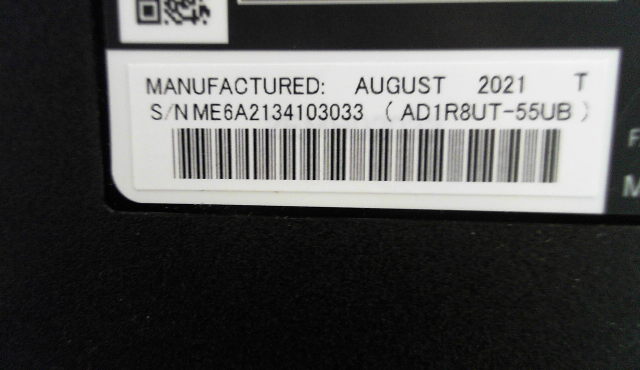 MANUFACTURED: AUGUST 2021 T
S/N ME6A2134103033 ( AD1R8UT-55UB )